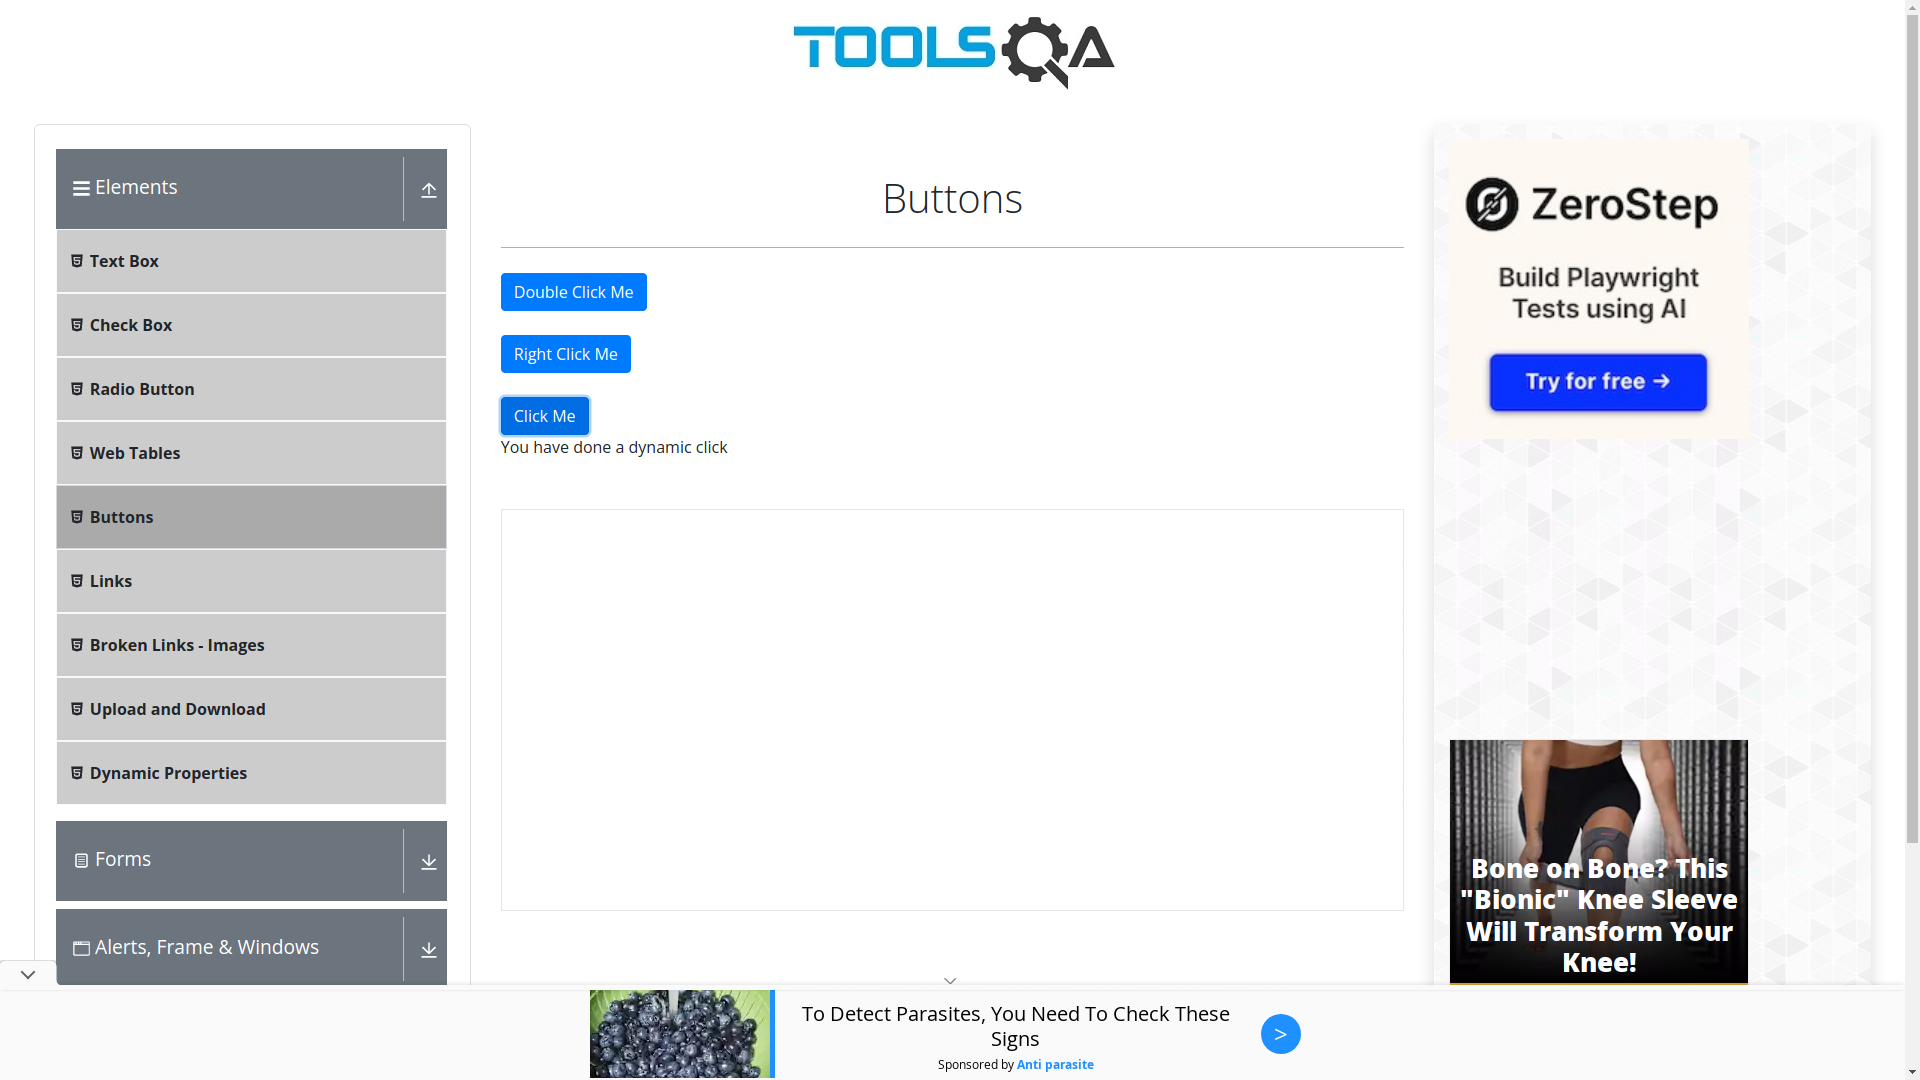 TOOLSQA
Elements
Text Box
Check Box
Radio Button
Web Tables
Buttons
Links
Broken Links - Images
Upload and Download
Dynamic Properties
Forms
Alerts, Frame & Windows
Buttons
Double Click Me
Right Click Me
Click Me
You have done a dynamic click
ZeroStep
Build Playwright
Tests using AI
Try for free →
Bone on Bone? This
"Bionic" Knee Sleeve
Will Transform Your
Knee!
To Detect Parasites, You Need To Check These
Signs
Sponsored by Anti parasite
>